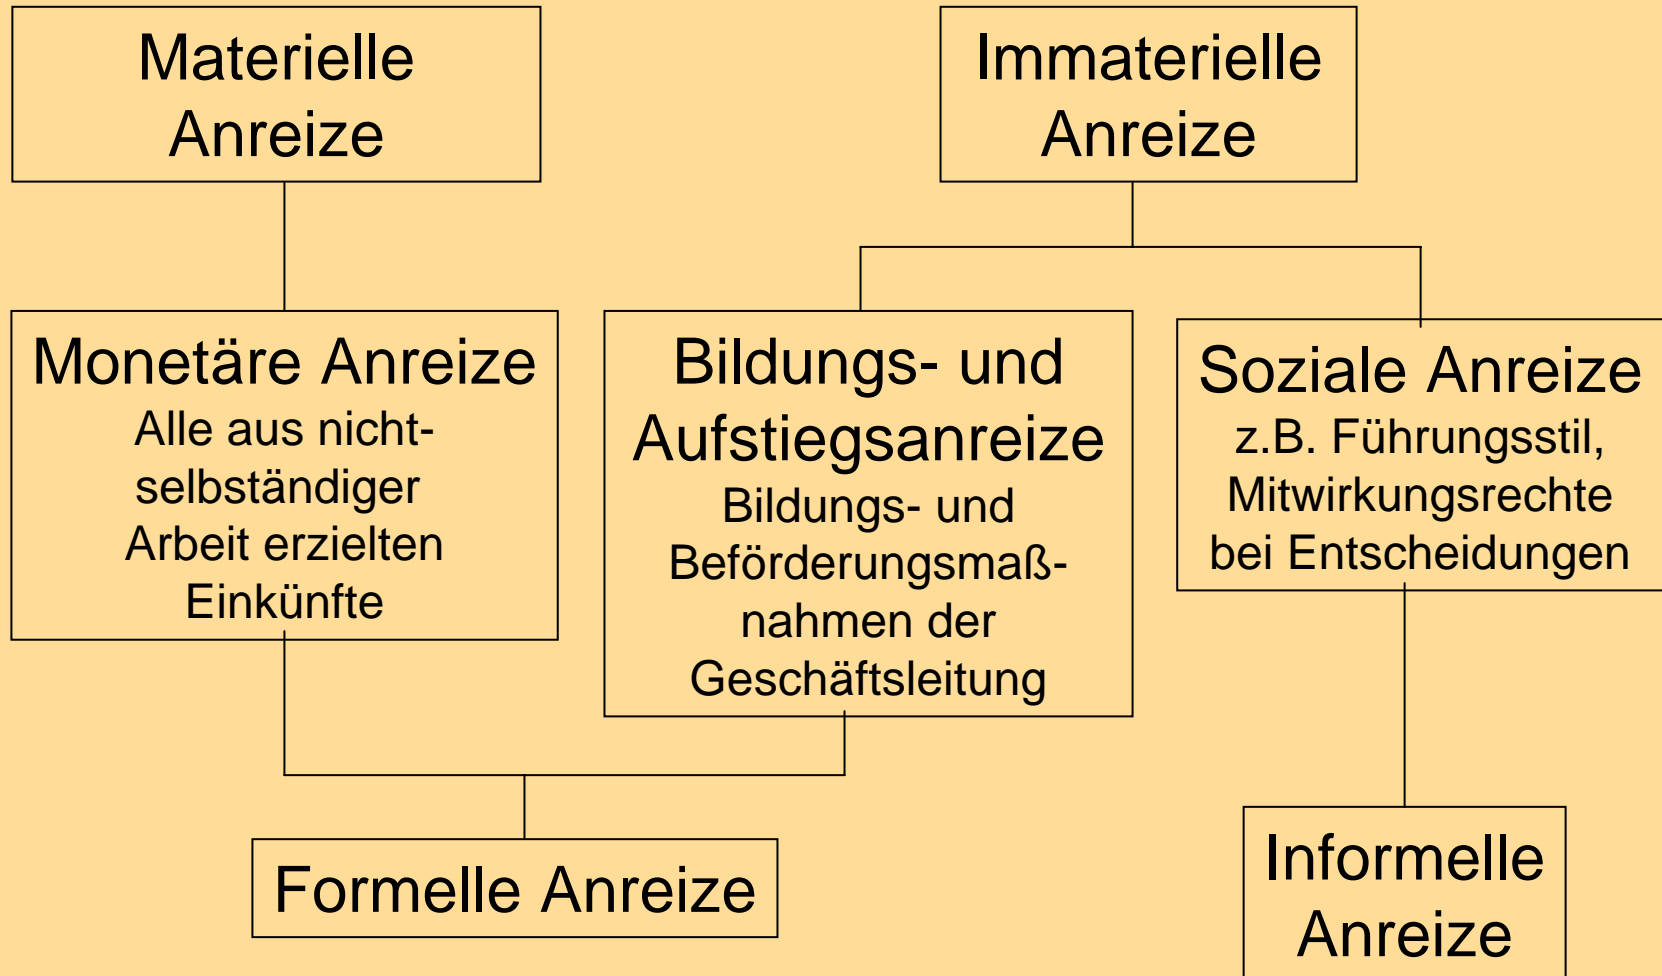 Materielle
Anreize
Immaterielle
Anreize
Monetäre Anreize
Alle aus nicht-
selbständiger
Arbeit erzielten
Einkünfte
Bildungs- und
Aufstiegsanreize
Bildungs- und
Beförderungsmaß-
nahmen der
Geschäftsleitung
Soziale Anreize
z.B. Führungsstil,
Mitwirkungsrechte
bei Entscheidungen
Formelle Anreize
Informelle
Anreize